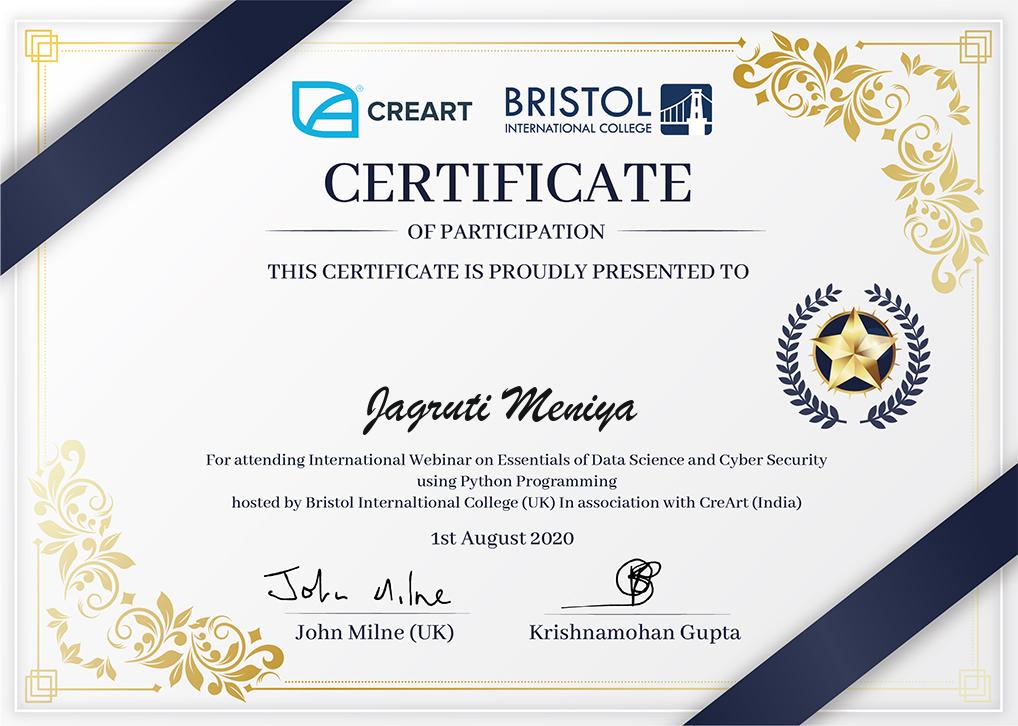 CREART
BRISTOL
INTERNATIONAL COLLEGE
CERTIFICATE
OF PARTICIPATION
THIS CERTIFICATE IS PROUDLY PRESENTED TO
Jagruti Meniya
For attending International Webinar on Essentials of Data Science and Cyber Security
using Python Programming
hosted by Bristol Internaltional College (UK) In association with CreArt (India)
1st August 2020
John Milne
John Milne (UK)
Krishnamohan Gupta